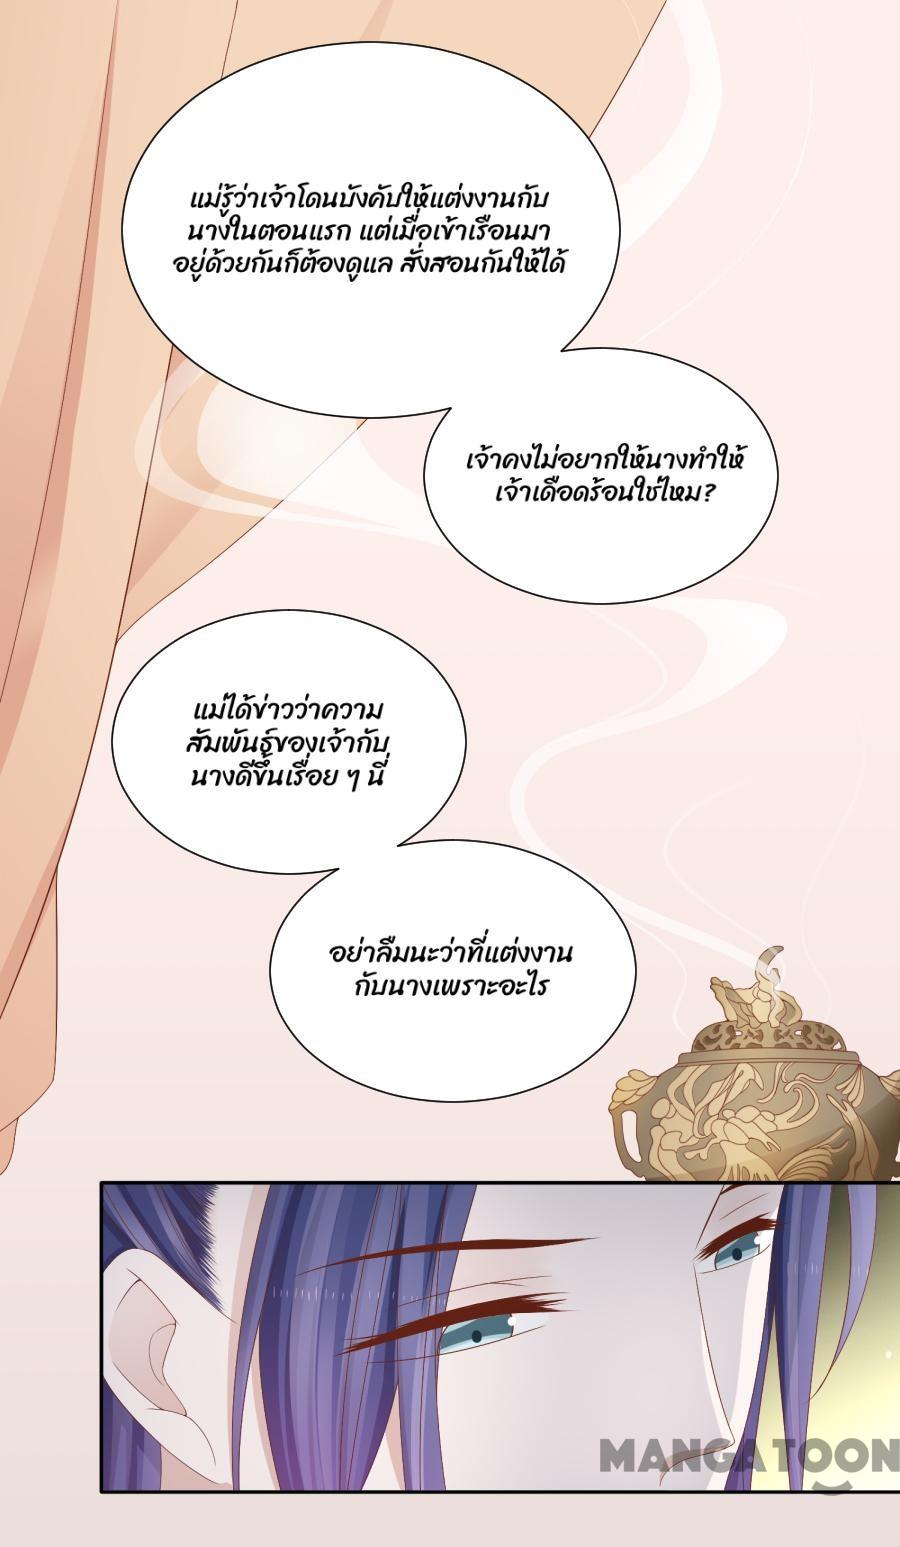 แม่รู้ว่าเจ้าโดนบังคับให้แต่งงานกับ
นางในตอนแรก แต่เมื่อเข้าเรือนมา
อยู่ด้วยกันก็ต้องดูแล สั่งสอนกันให้ได้
เจ้าคงไม่อยากให้นางทำให้
เจ้าเดือดร้อนใช่ไหม?
แม่ได้ข่าวว่าความ
สัมพันธ์ของเจ้ากับ
นางดีขึ้นเรื่อย ๆ นี่
อย่าลืมนะว่าที่แต่งงาน
กับนางเพราะอะไร
MANGATOON